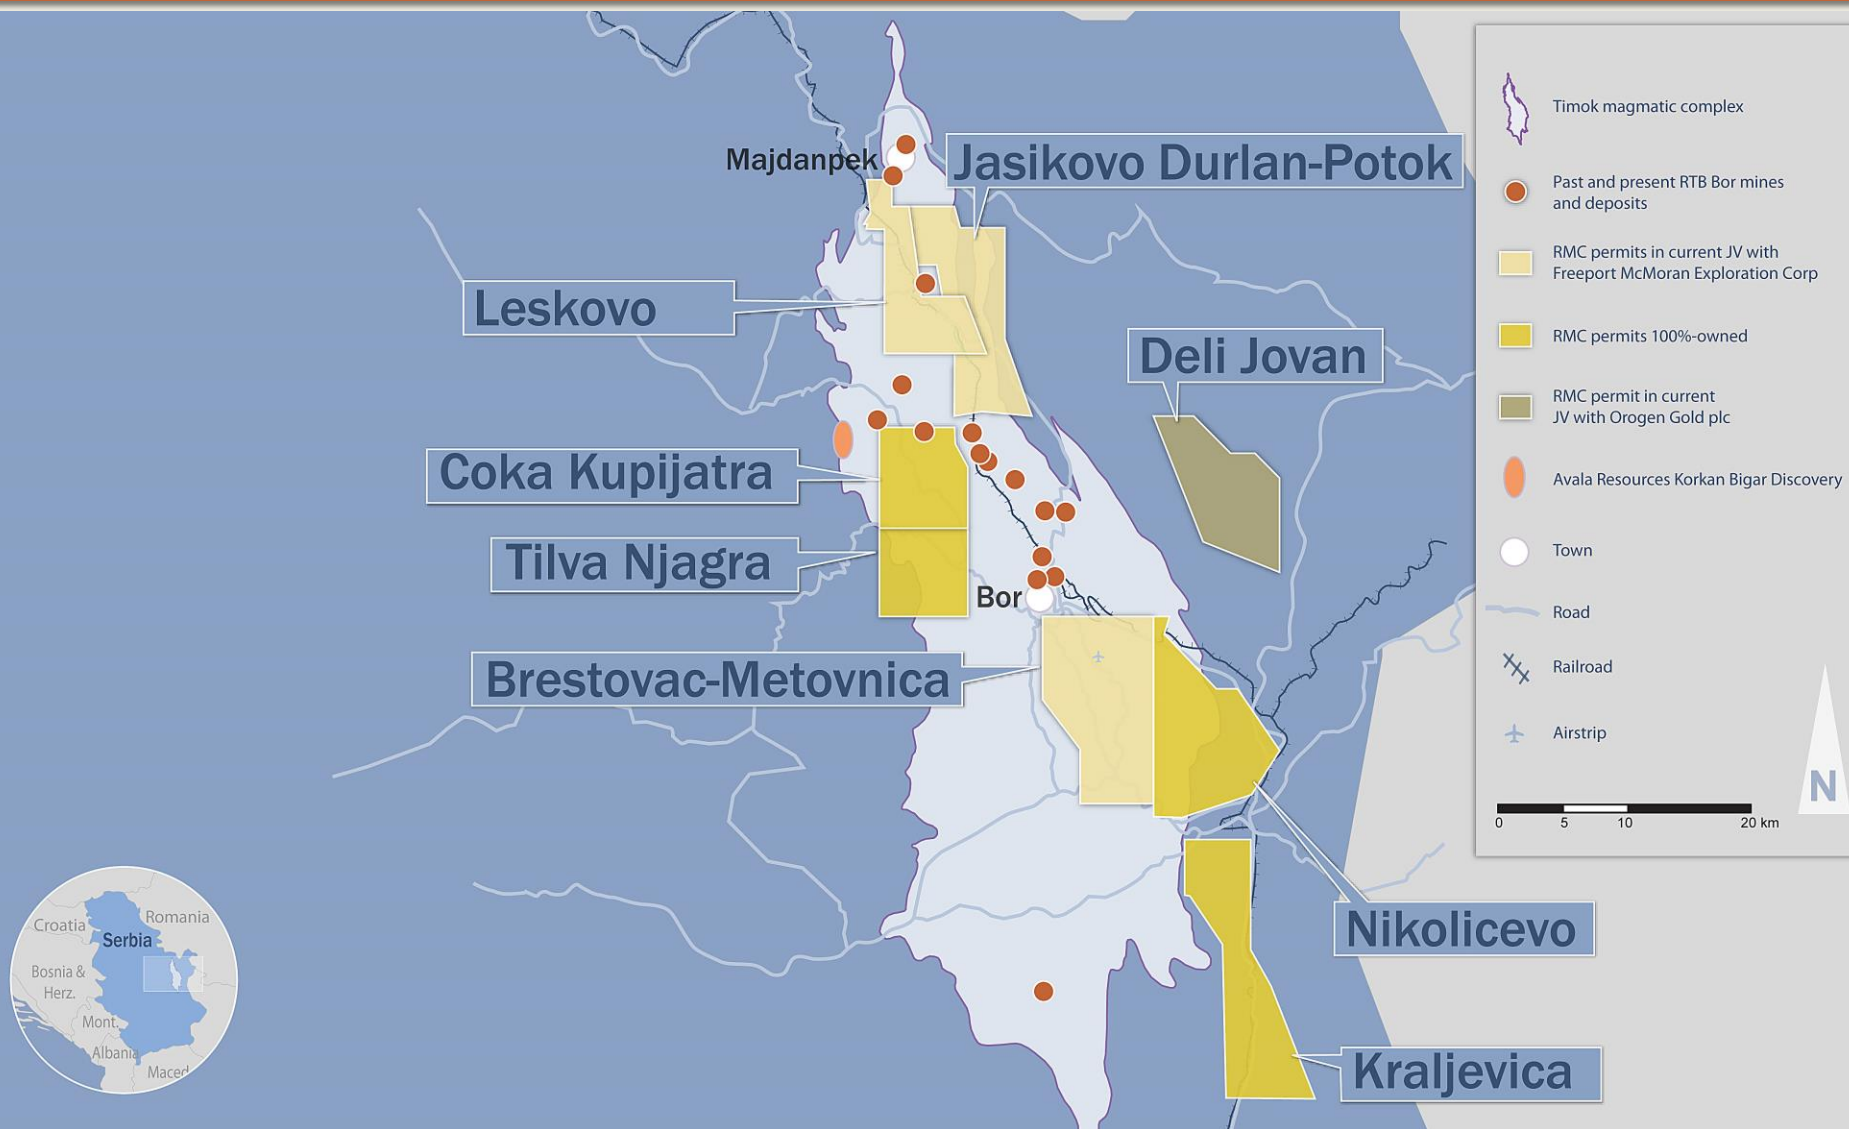 Majdanpek
Jasikovo Durlan-Potok
Leskovo
Deli Jovan
Coka Kupijatra
Tilva Njagra
Bor
Brestovac-Metovnica
Nikolicevo
Kraljevica
Timok magmatic complex
Past and present RTB Bor mines
and deposits
RMC permits in current JV with
Freeport McMoran Exploration Corp
RMC permits 100%-owned
RMC permit in current
JV with Orogen Gold plc
Avala Resources Korkan Bigar Discovery
Town
Road
Railroad
Airstrip
N
0 5 10 20 km
Croatia
Romania
Serbia
Bosnia &
Herz.
Mont.
Albania
Maced